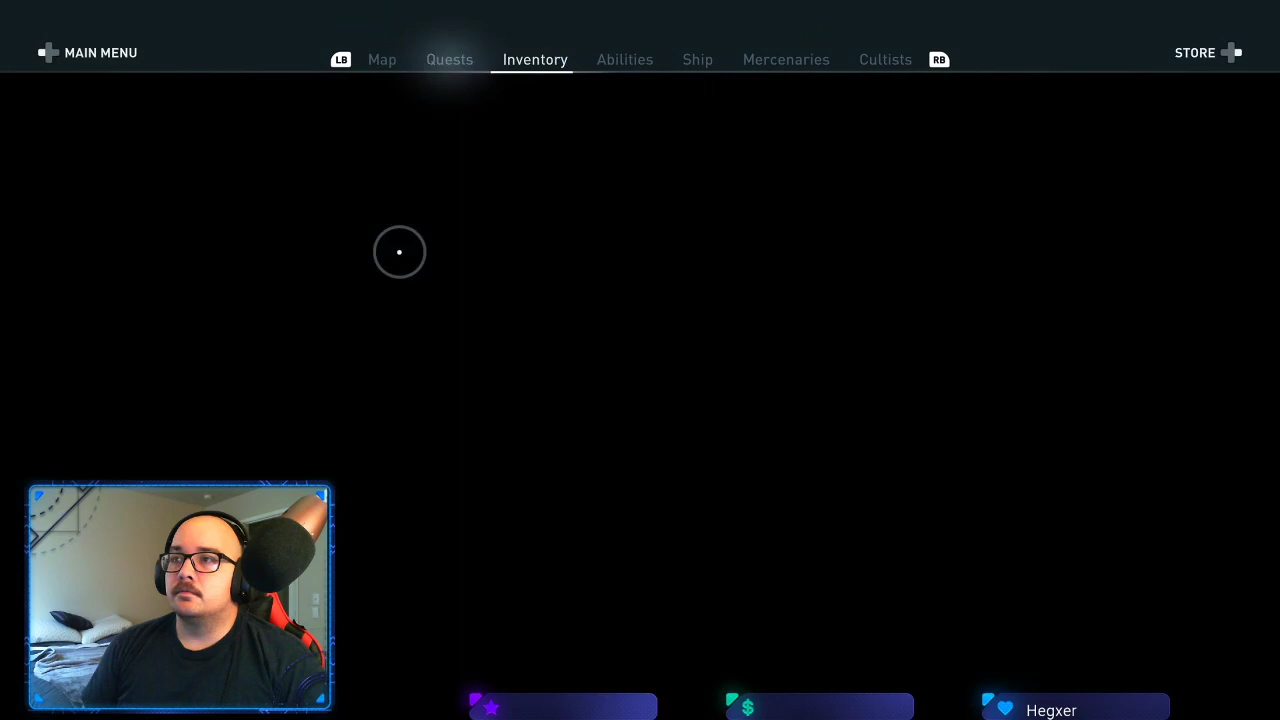 MAIN MENU
LB Map Quests Inventory Abilities Ship Mercenaries Cultists RB
STORE
$
Hegxer